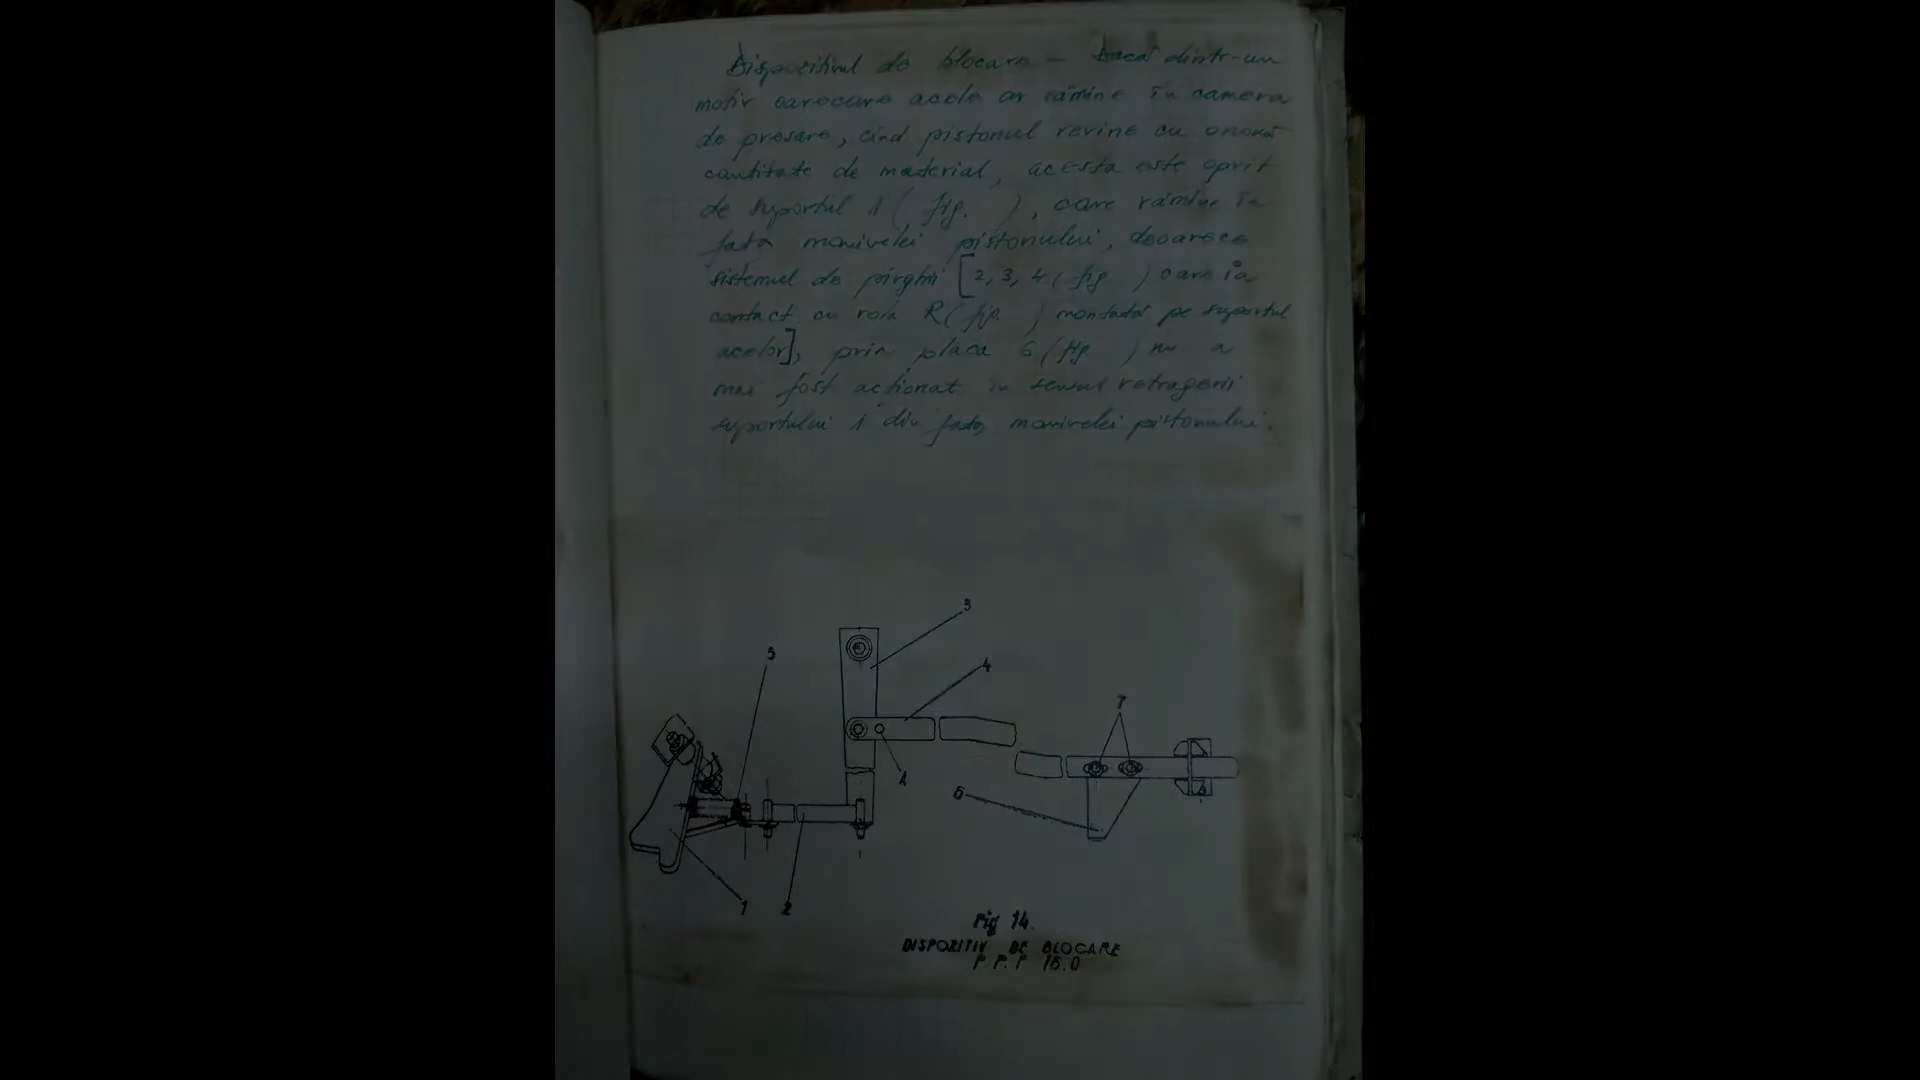 Dispozitivul de blocare – Dacă dintr-un
motiv oarecare acele ar rămîne în camera
de presare, cînd pistonul revine cu o nouă
cantitate de material, acesta este oprit
de suportul 1 ( fig. ), care rămîne în
fața manivelei pistonului, deoarece
sistemul de pîrghii [2, 3, 4 ( fig ) care ia
contact cu rola R ( fig. ) montată pe suportul
acelor], prin placa 6 ( fig. ) nu a
mai fost acționat în sensul retragerii
suportului 1 din fața manivelei pistonului.
3
5
4
7
6
1
2
Fig 14.
DISPOZITIV DE BLOCARE
P.P.P 16.0